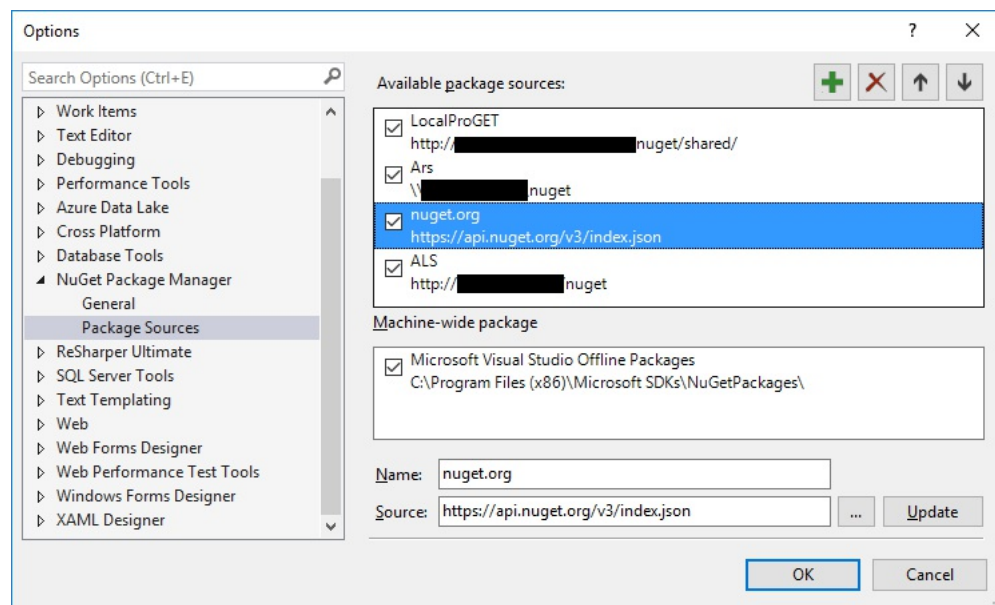 Options
?
Search Options (Ctrl+E)
Work Items
Text Editor
Debugging
Performance Tools
Azure Data Lake
Cross Platform
Database Tools
NuGet Package Manager
General
Package Sources
ReSharper Ultimate
SQL Server Tools
Text Templating
Web
Web Forms Designer
Web Performance Test Tools
Windows Forms Designer
XAML Designer
Available package sources:
LocalProGET
http:// nuget/shared/
Ars
\\ nuget
nuget.org
https://api.nuget.org/v3/index.json
ALS
http:// nuget
Machine-wide package
Microsoft Visual Studio Offline Packages
C:\Program Files (x86)\Microsoft SDKs\NuGetPackages\
Name: nuget.org
Source: https://api.nuget.org/v3/index.json ... Update
OK Cancel